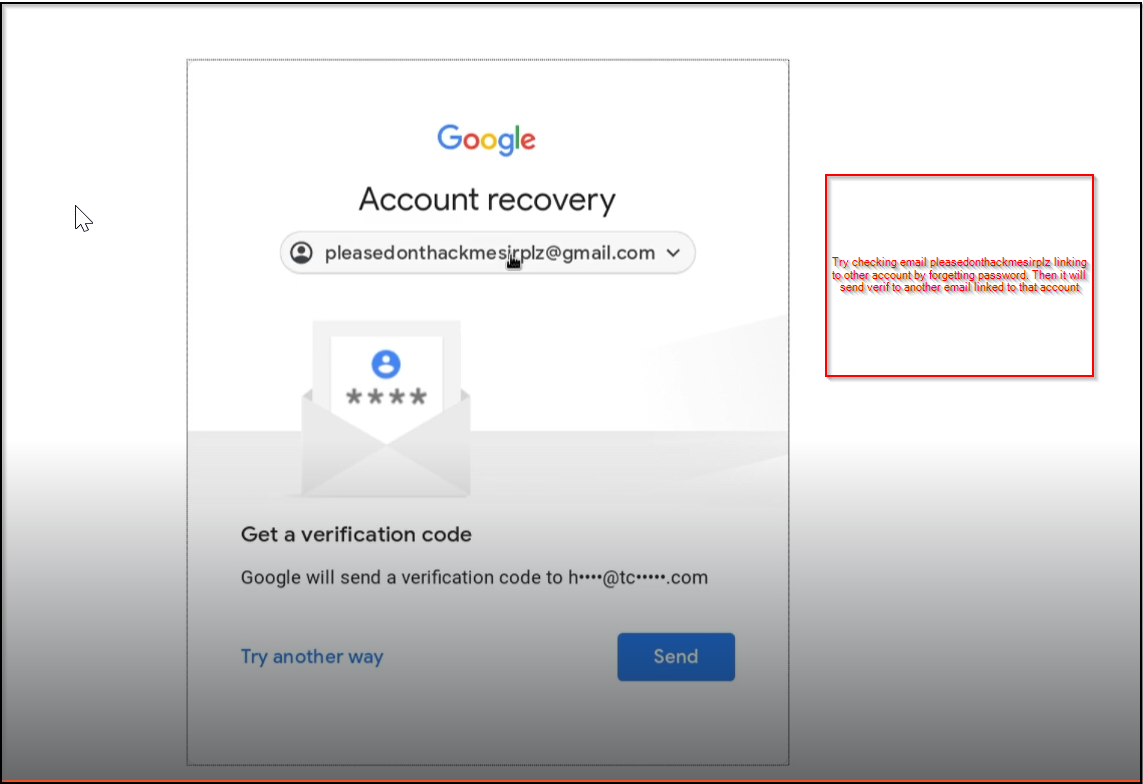 Google
Account recovery
pleasedonthackmesirplz@gmail.com
****
Get a verification code
Google will send a verification code to h••••@tc•••••.com
Try another way
Send
Try checking email pleasedonthackmesirplz linking
to other account by forgetting password. Then it will
send verif to another email linked to that account